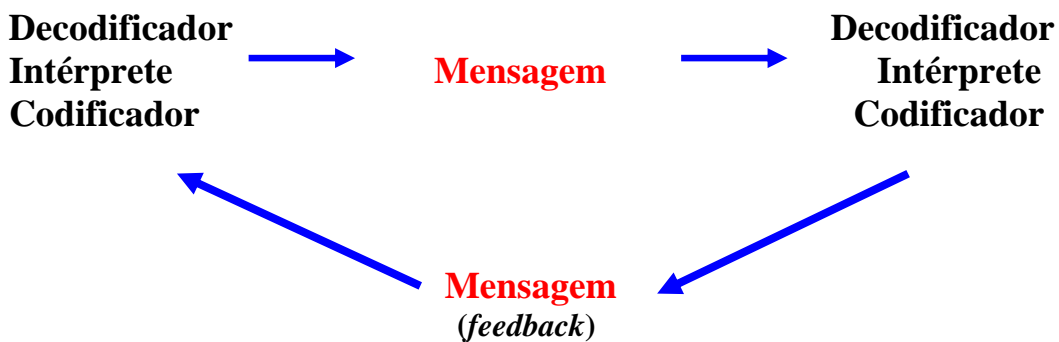 Decodificador
Intérprete
Codificador
Mensagem
Decodificador
Intérprete
Codificador
Mensagem
(feedback)